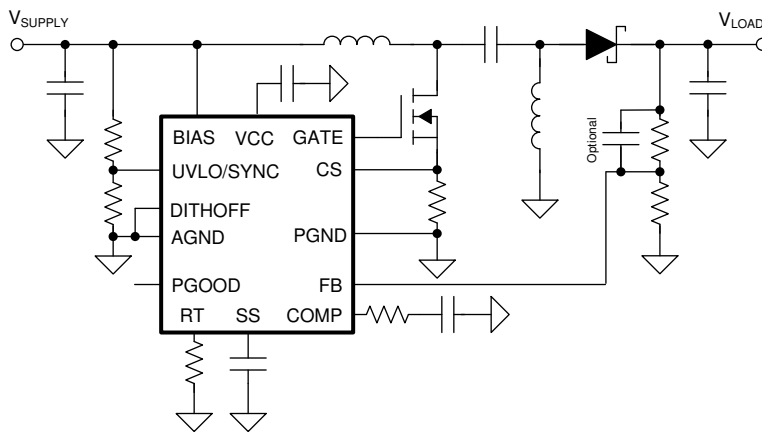 VSUPPLY
VLOAD
BIAS VCC GATE
UVLO/SYNC CS
Optional
DITHOFF
AGND PGND
PGOOD FB
RT SS COMP